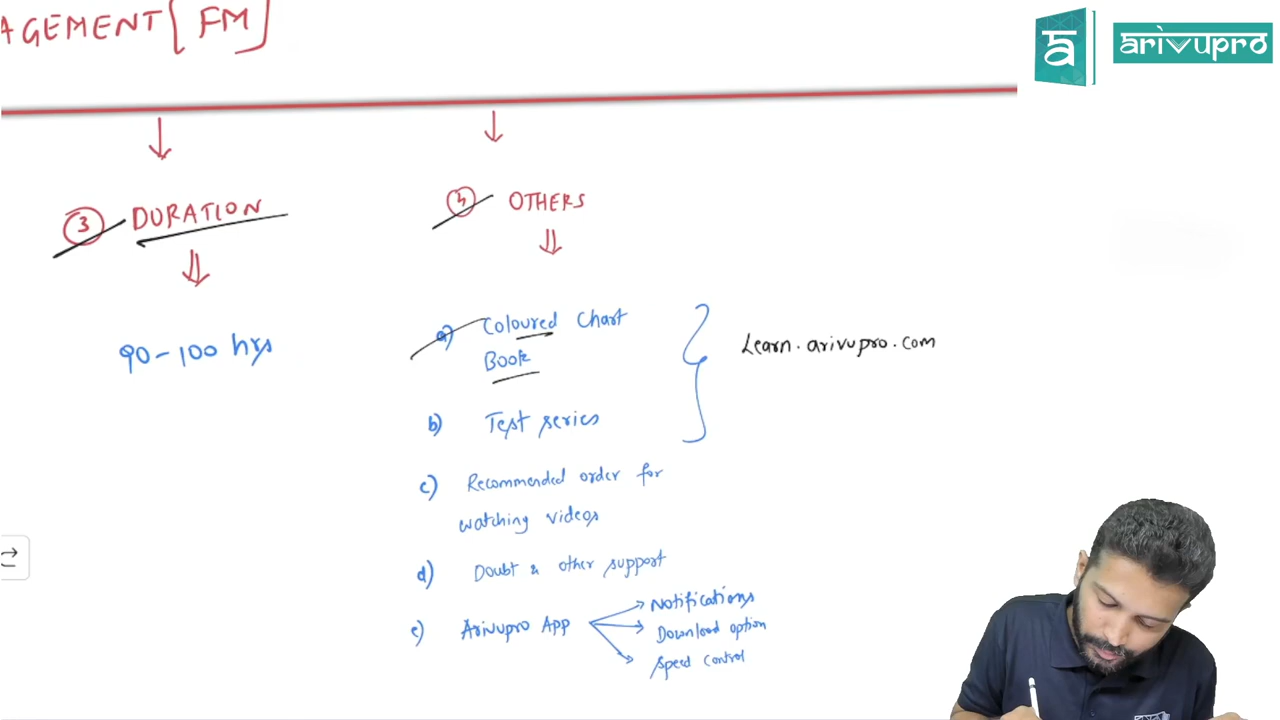 AGEMENT [ FM ]
arivupro
3 DURATION
4 OTHERS
90-100 hrs
a) Coloured Chart
Book
Learn.arivupro.com
b) Test series
c) Recommended order for
watching videos
d) Doubt & other support
e) Arivupro App
Notifications
Download option
Speed control